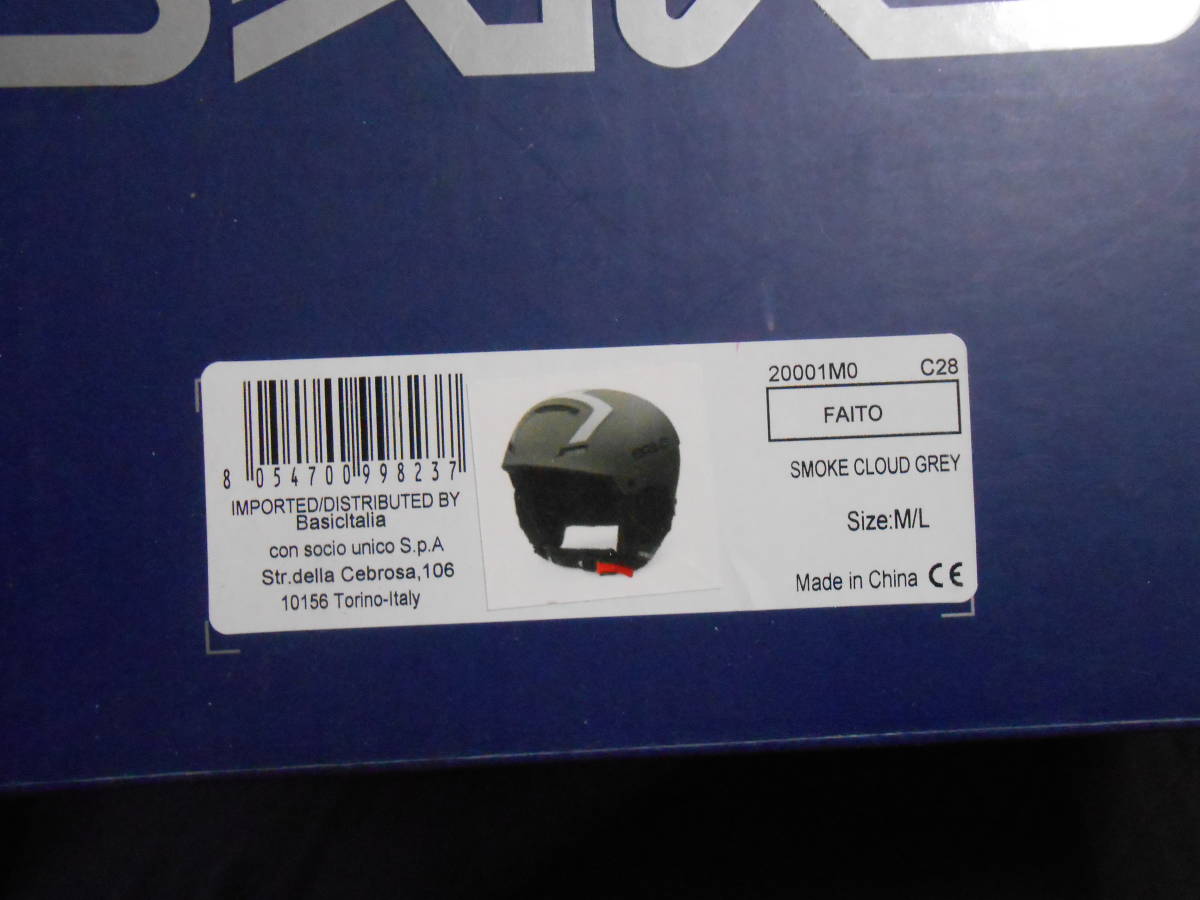 8 054700 998237
IMPORTED/DISTRIBUTED BY
BasicItalia
con socio unico S.p.A
Str.della Cebrosa,106
10156 Torino-Italy
20001M0 C28
FAITO
SMOKE CLOUD GREY
Size:M/L
Made in China CE